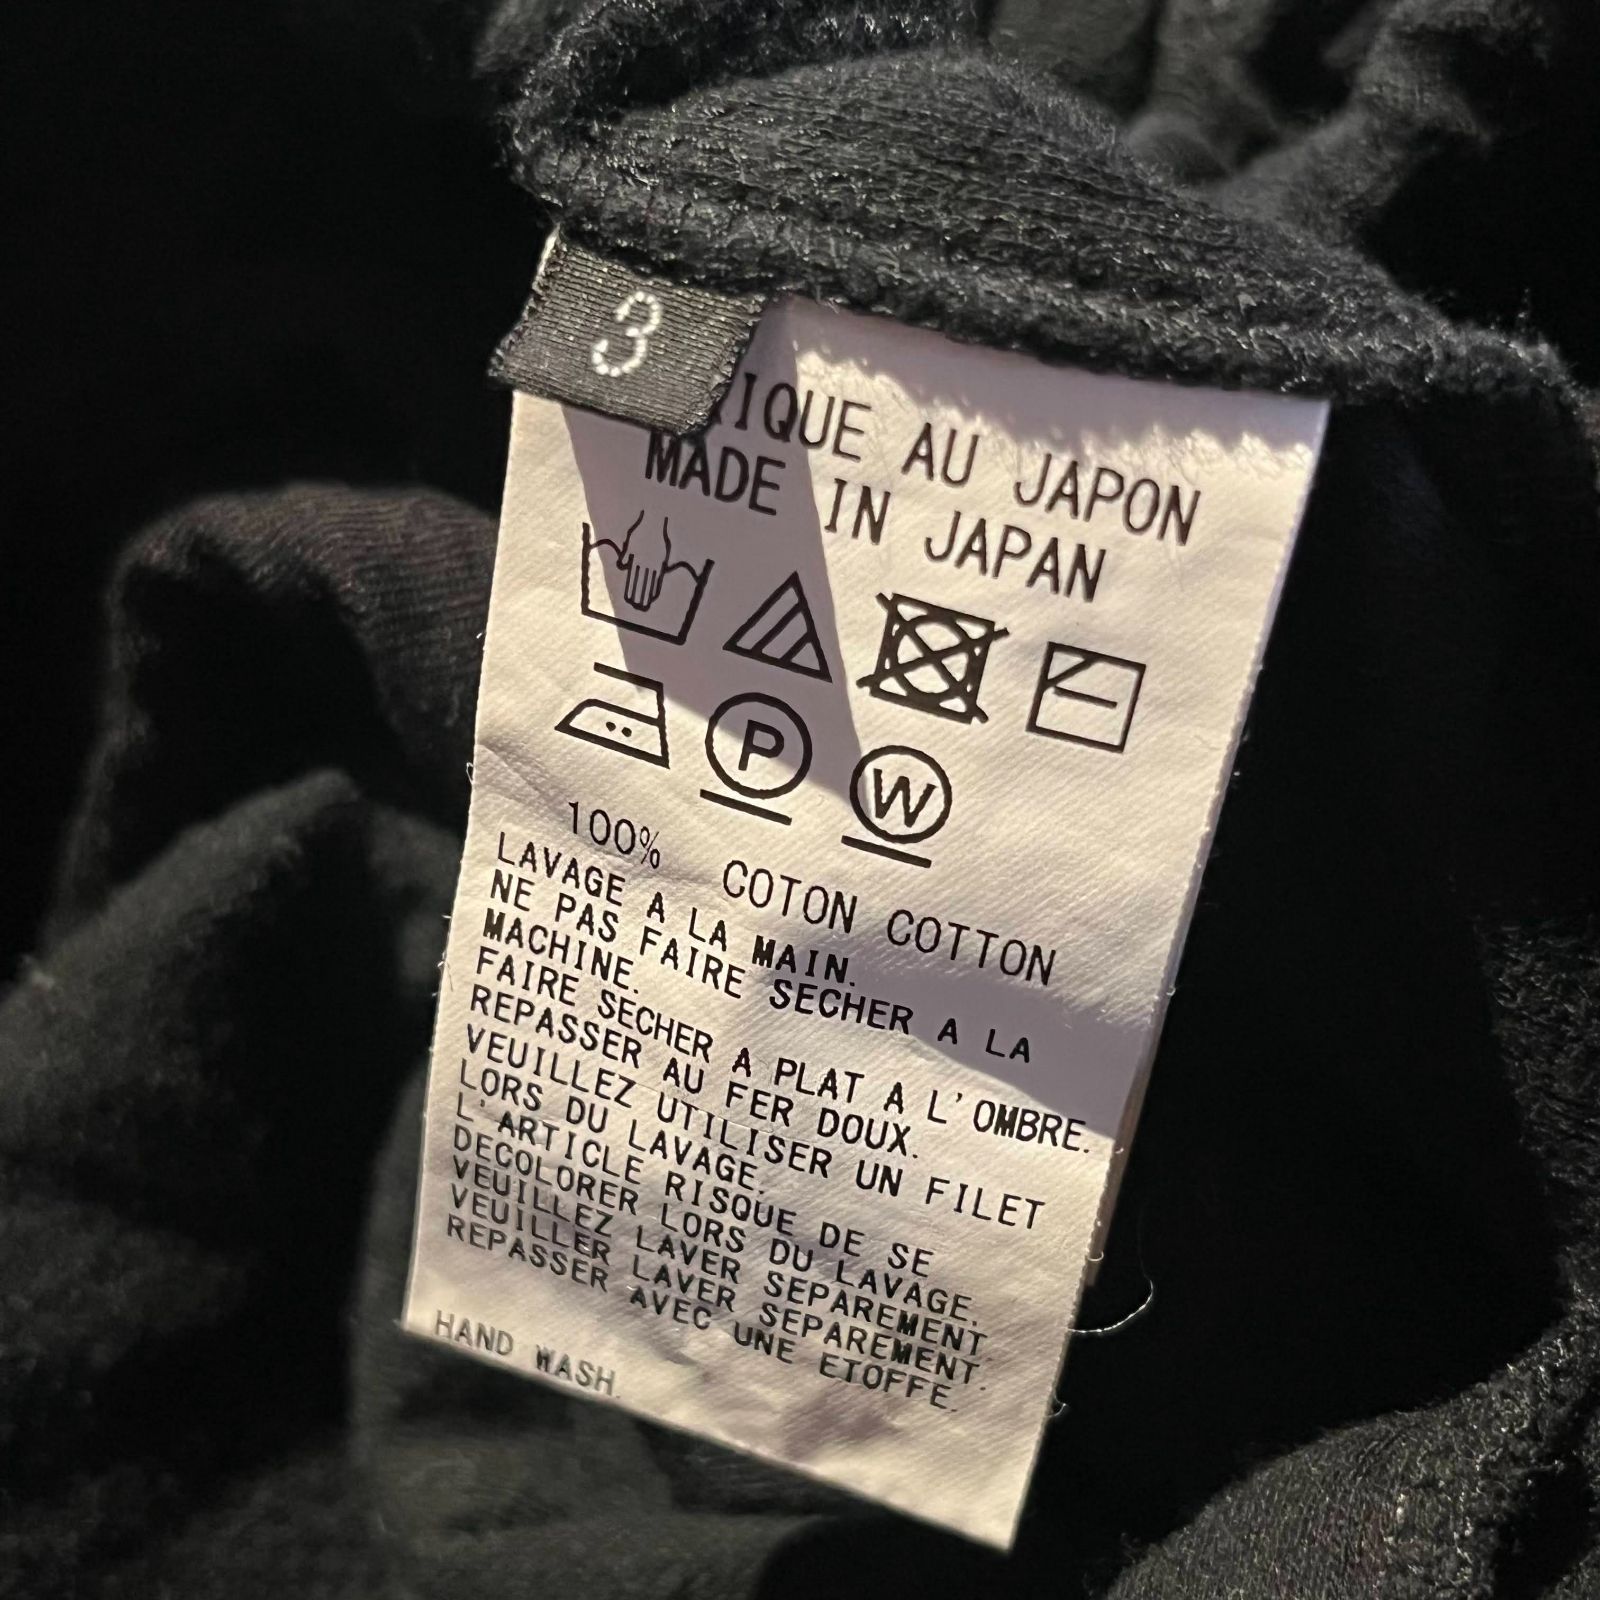 3
IQUE AU JAPON
MADE IN JAPAN
P
W
100% COTON COTTON
LAVAGE A LA MAIN.
NE PAS FAIRE SECHER A LA
MACHINE.
FAIRE SECHER A PLAT A L'OMBRE.
REPASSER AU FER DOUX.
VEUILLEZ UTILISER UN FILET
LORS DU LAVAGE.
L'ARTICLE RISQUE DE SE
DECOLORER LORS DU LAVAGE.
VEUILLEZ LAVER SEPAREMENT
VEUILLER LAVER SEPAREMENT.
REPASSER AVEC UNE ETOFFE.
HAND WASH.